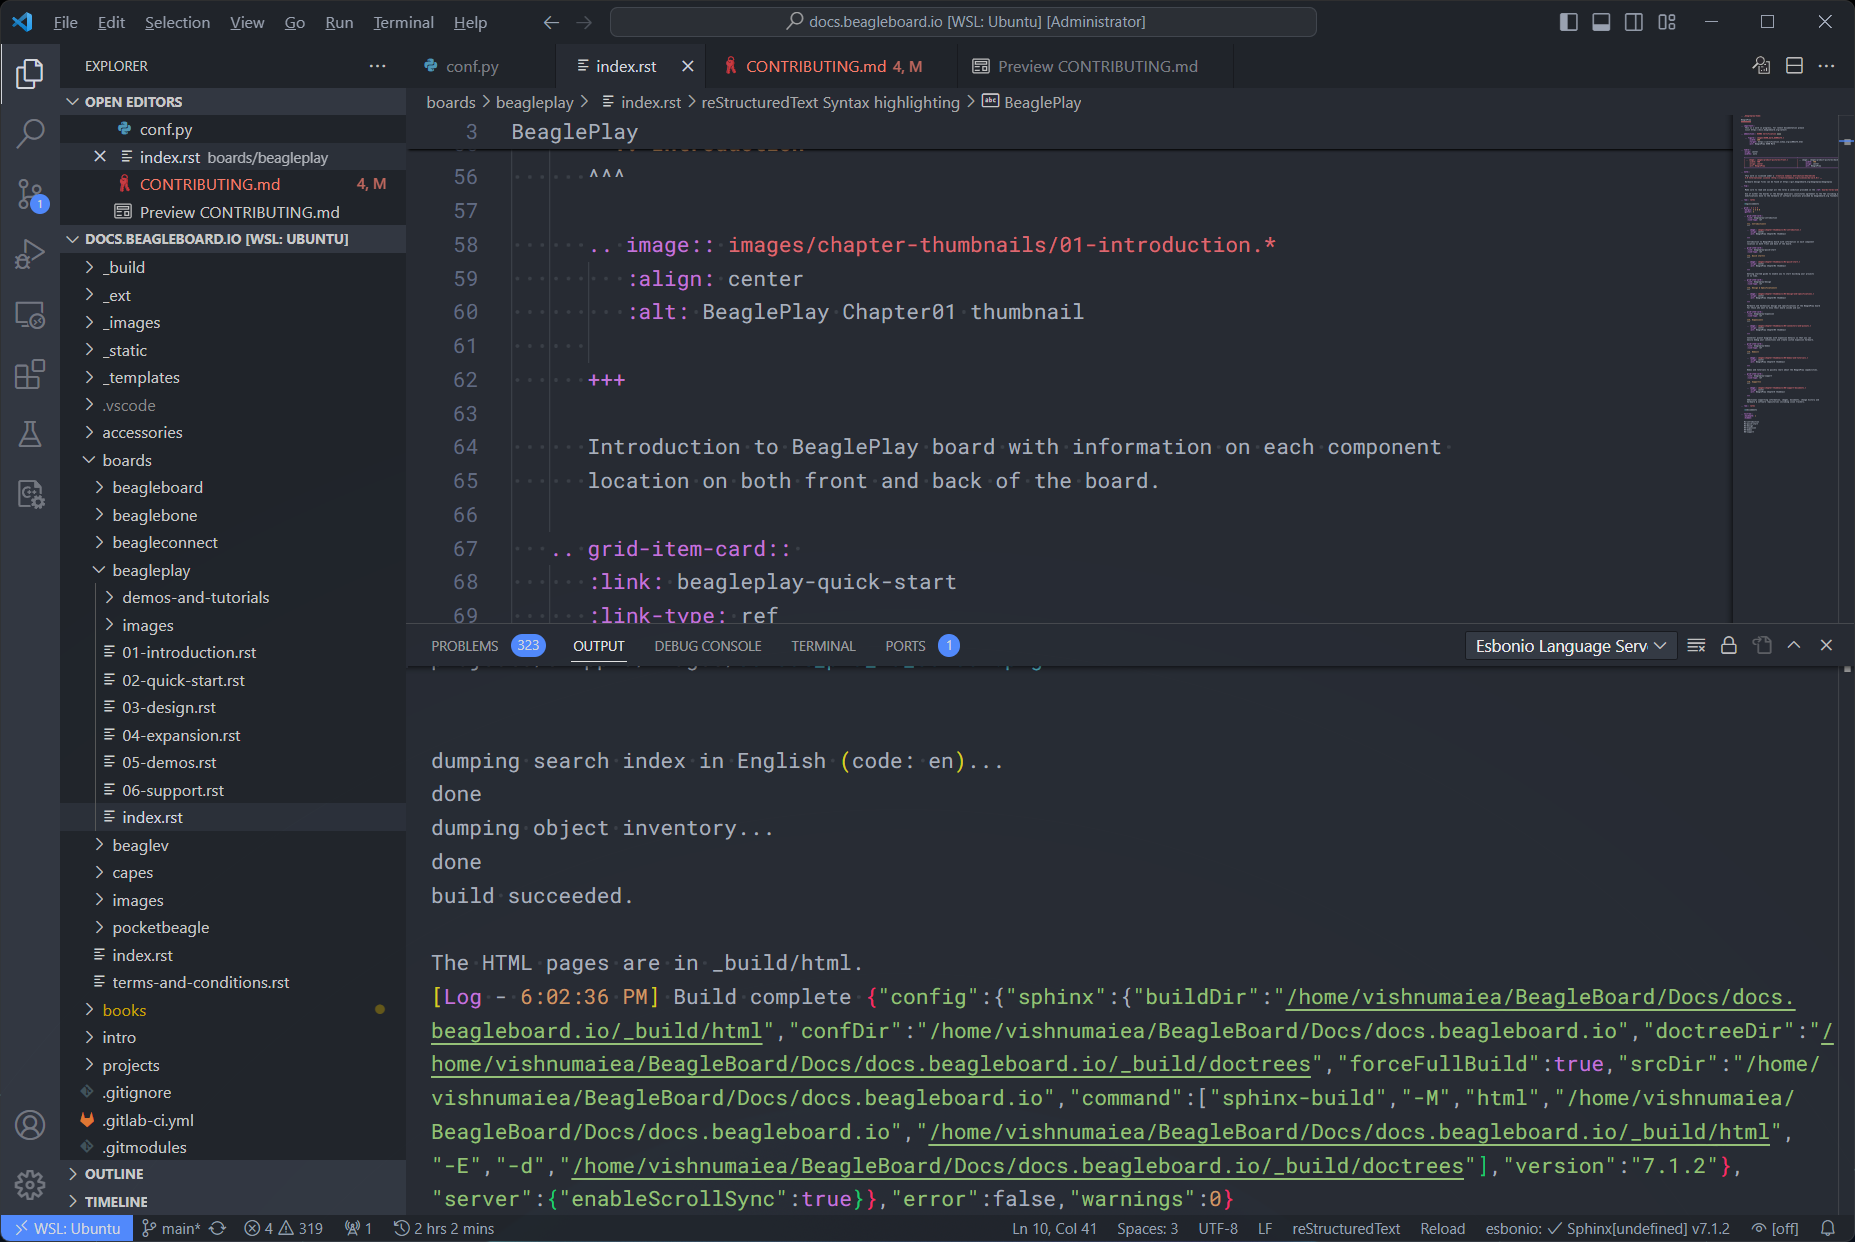 File Edit Selection View Go Run Terminal Help
docs.beagleboard.io [WSL: Ubuntu] [Administrator]
EXPLORER
conf.py
index.rst
CONTRIBUTING.md 4, M
Preview CONTRIBUTING.md
OPEN EDITORS
conf.py
index.rst boards/beagleplay
CONTRIBUTING.md 4, M
Preview CONTRIBUTING.md
DOCS.BEAGLEBOARD.IO [WSL: UBUNTU]
_build
_ext
_images
_static
_templates
.vscode
accessories
boards
beagleboard
beaglebone
beagleconnect
beagleplay
demos-and-tutorials
images
01-introduction.rst
02-quick-start.rst
03-design.rst
04-expansion.rst
05-demos.rst
06-support.rst
index.rst
beaglev
capes
images
pocketbeagle
index.rst
terms-and-conditions.rst
books
intro
projects
.gitignore
.gitlab-ci.yml
.gitmodules
OUTLINE
TIMELINE
boards > beagleplay > index.rst > reStructuredText Syntax highlighting > BeaglePlay
3 BeaglePlay
56 ^^^
57
58 .. image:: images/chapter-thumbnails/01-introduction.*
59 :align: center
60 :alt: BeaglePlay Chapter01 thumbnail
61
62 +++
63
64 Introduction to BeaglePlay board with information on each component
65 location on both front and back of the board.
66
67 .. grid-item-card::
68 :link: beagleplay-quick-start
69 :link-type: ref
PROBLEMS 323 OUTPUT DEBUG CONSOLE TERMINAL PORTS 1
Esbonio Language Serv
dumping search index in English (code: en)...
done
dumping object inventory...
done
build succeeded.
The HTML pages are in _build/html.
[Log - 6:02:36 PM] Build complete {"config":{"sphinx":{"buildDir":"/home/vishnumaiea/BeagleBoard/Docs/docs.
beagleboard.io/_build/html","confDir":"/home/vishnumaiea/BeagleBoard/Docs/docs.beagleboard.io","doctreeDir":"/
home/vishnumaiea/BeagleBoard/Docs/docs.beagleboard.io/_build/doctrees","forceFullBuild":true,"srcDir":"/home/
vishnumaiea/BeagleBoard/Docs/docs.beagleboard.io","command":["sphinx-build","-M","html","/home/vishnumaiea/
BeagleBoard/Docs/docs.beagleboard.io","/home/vishnumaiea/BeagleBoard/Docs/docs.beagleboard.io/_build/html",
"-E","-d","/home/vishnumaiea/BeagleBoard/Docs/docs.beagleboard.io/_build/doctrees"],"version":"7.1.2"},
"server":{"enableScrollSync":true}},"error":false,"warnings":0}
WSL: Ubuntu main* 4 319 1 2 hrs 2 mins
Ln 10, Col 41 Spaces: 3 UTF-8 LF reStructuredText Reload esbonio: ✓ Sphinx[undefined] v7.1.2 [off]